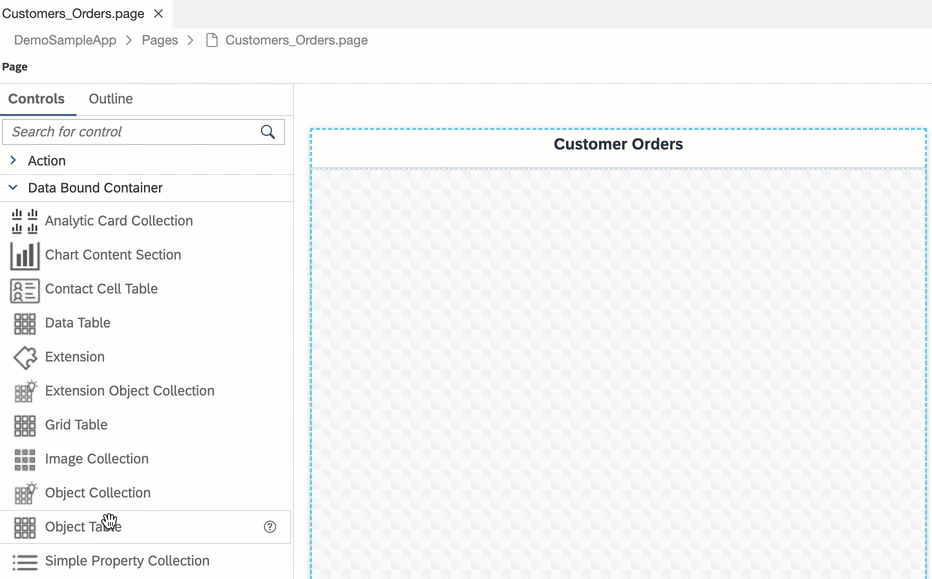 Customers_Orders.page
DemoSampleApp > Pages > Customers_Orders.page
Page
Controls Outline
Search for control
Customer Orders
Action
Data Bound Container
Analytic Card Collection
Chart Content Section
Contact Cell Table
Data Table
Extension
Extension Object Collection
Grid Table
Image Collection
Object Collection
Object Table
Simple Property Collection